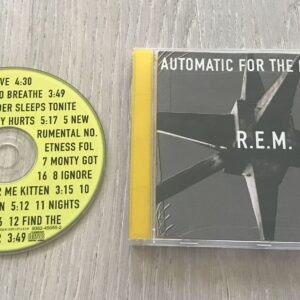 VE 4:30
O BREATHE 3:49
DER SLEEPS TONITE
Y HURTS 5:17 5 NEW
RUMENTAL NO.
ETNESS FOL
7 MONTY GOT
16 8 IGNORE
R ME KITTEN 3:15 10
N 5:12 11 NIGHTS
6 12 FIND THE
R 3:49
AUTOMATIC FOR THE
R.E.M.